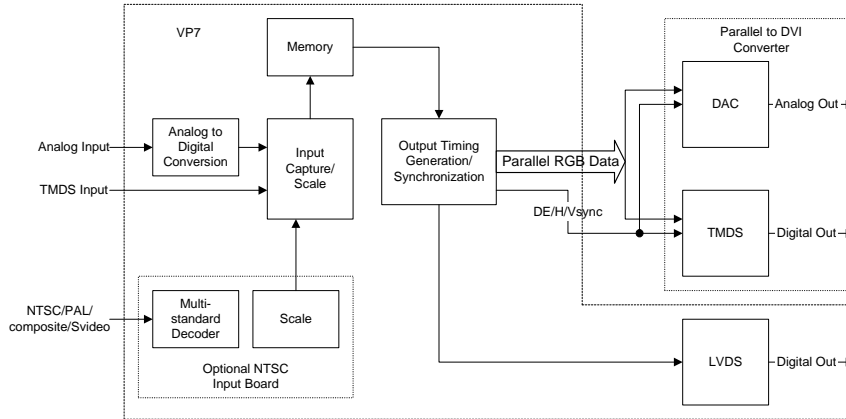 VP7
Parallel to DVI
Converter
Memory
DAC
Analog Out
Analog Input
Analog to
Digital
Conversion
Input
Capture/
Scale
Output Timing
Generation/
Synchronization
Parallel RGB Data
TMDS Input
DE/H/Vsync
TMDS
Digital Out
NTSC/PAL/
composite/Svideo
Multi-
standard
Decoder
Scale
Optional NTSC
Input Board
LVDS
Digital Out